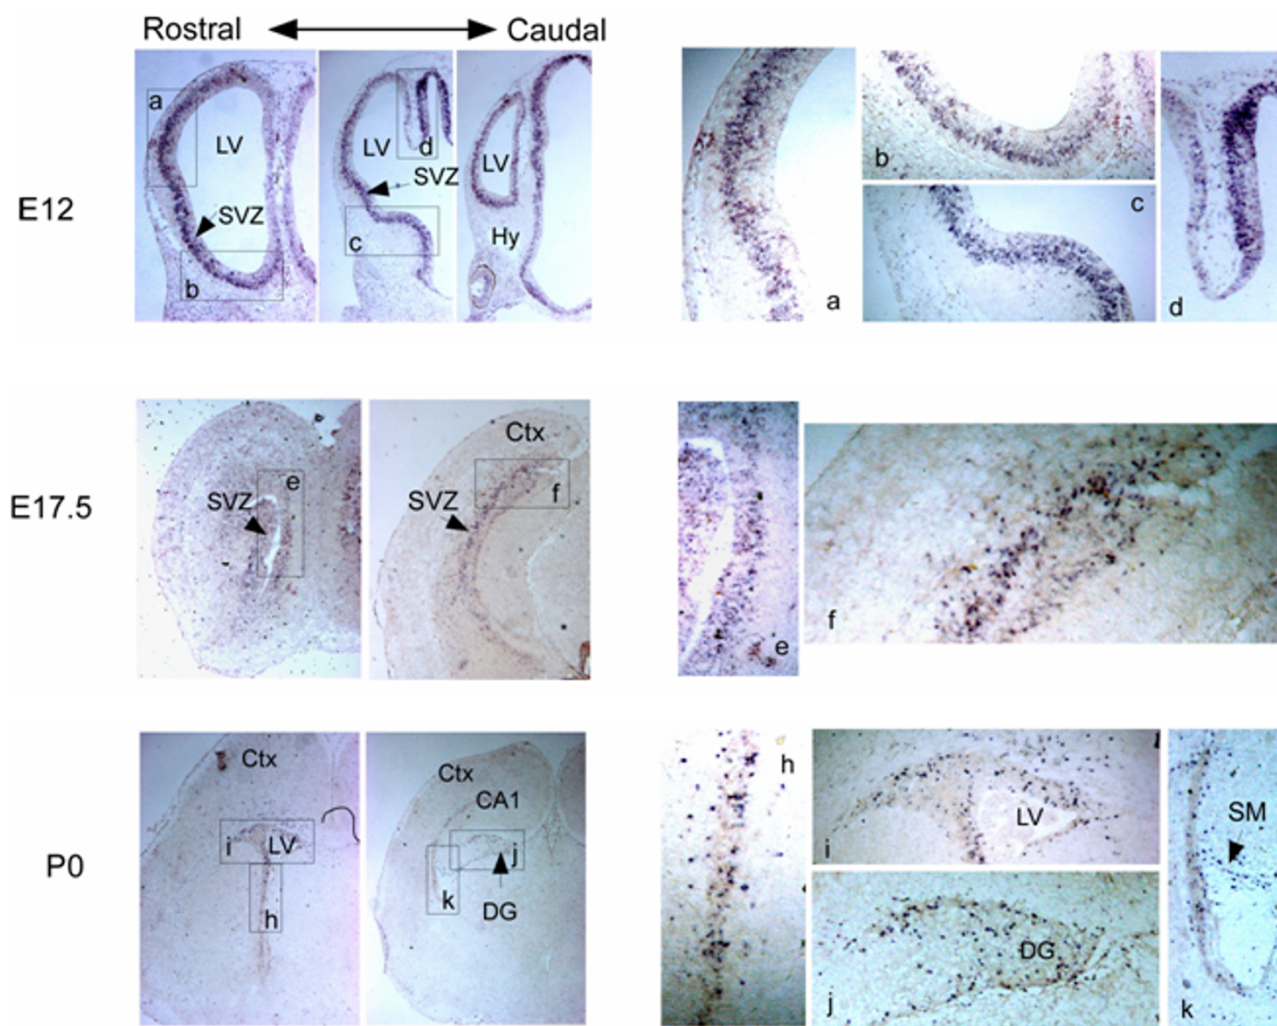 Rostral Caudal
a
LV
SVZ
b
E12
LV
d
SVZ
c
LV
Hy
a
b
c
d
E17.5
SVZ
e
Ctx
SVZ
f
e
f
P0
Ctx
i
LV
h
Ctx
CA1
j
k
DG
h
LV
i
DG
j
SM
k